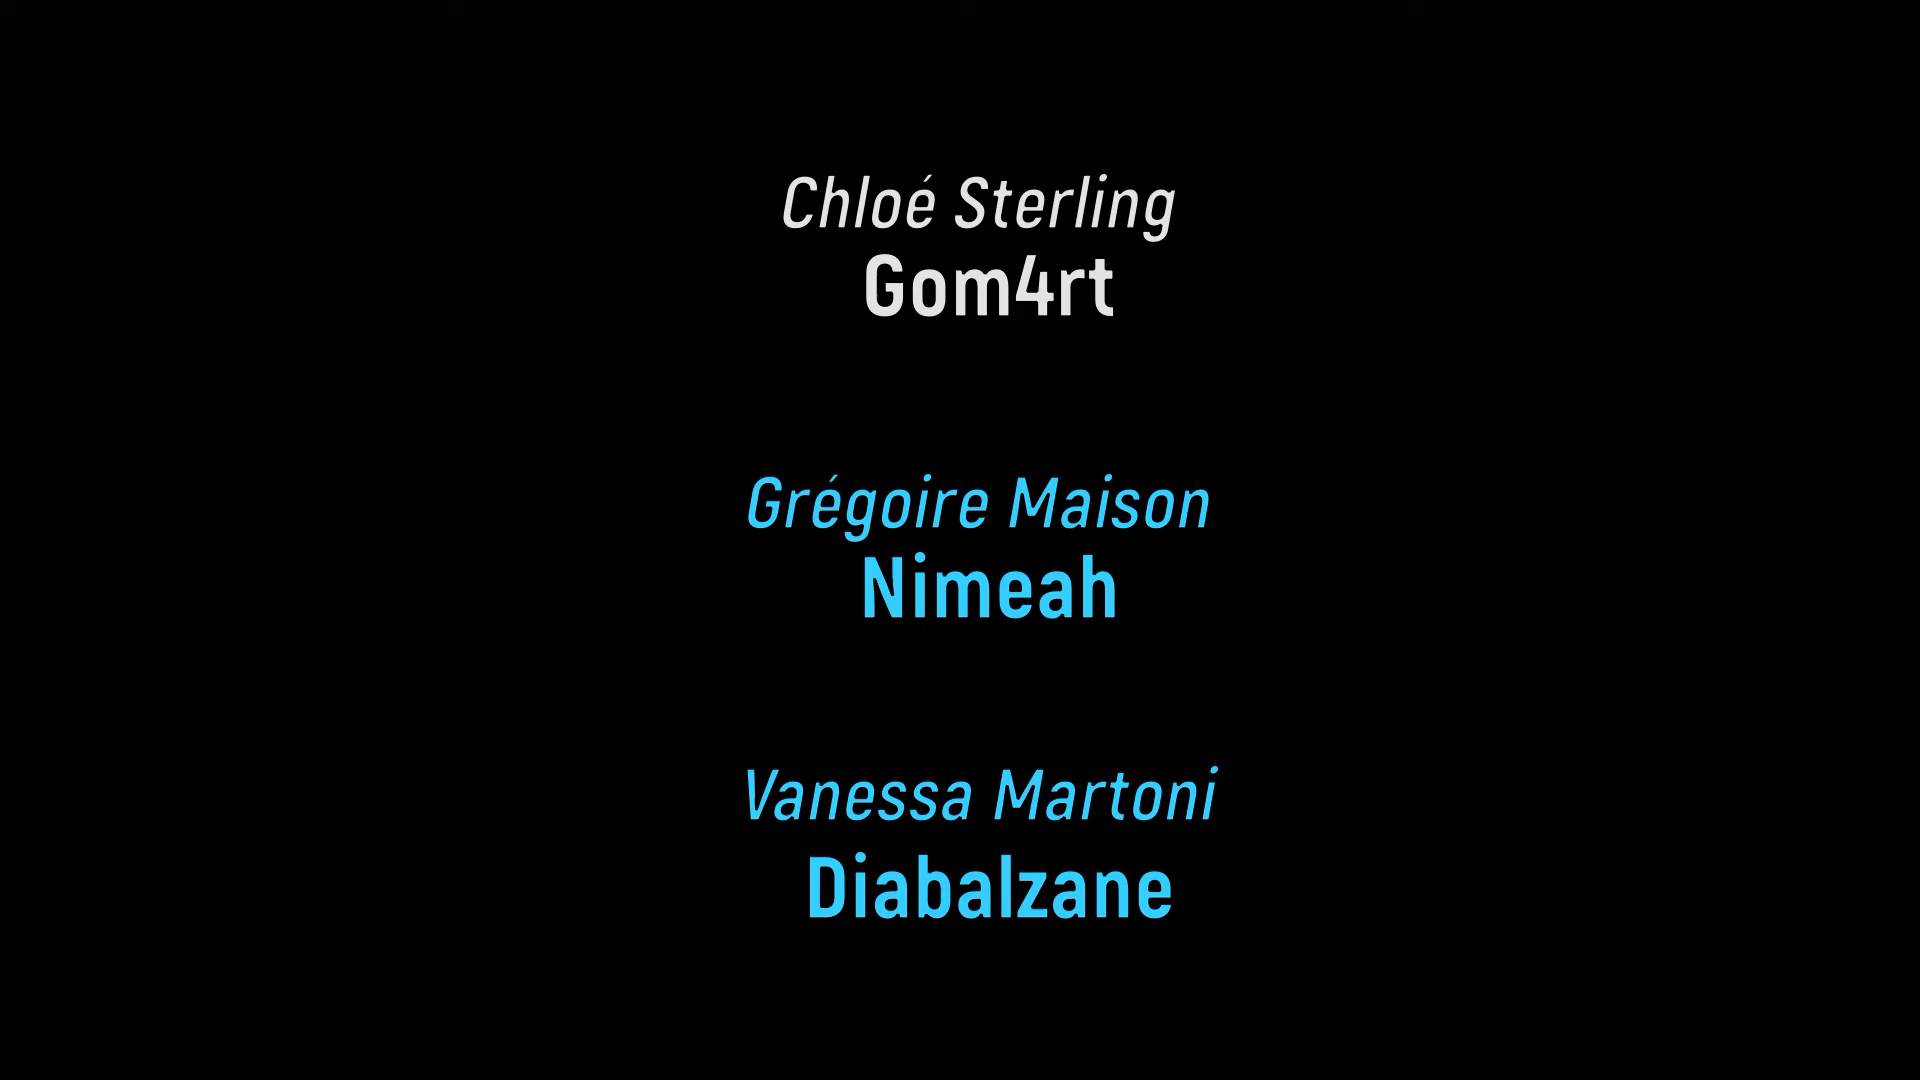 Chloé Sterling
Gom4rt
Grégoire Maison
Nimeah
Vanessa Martoni
Diabalzane